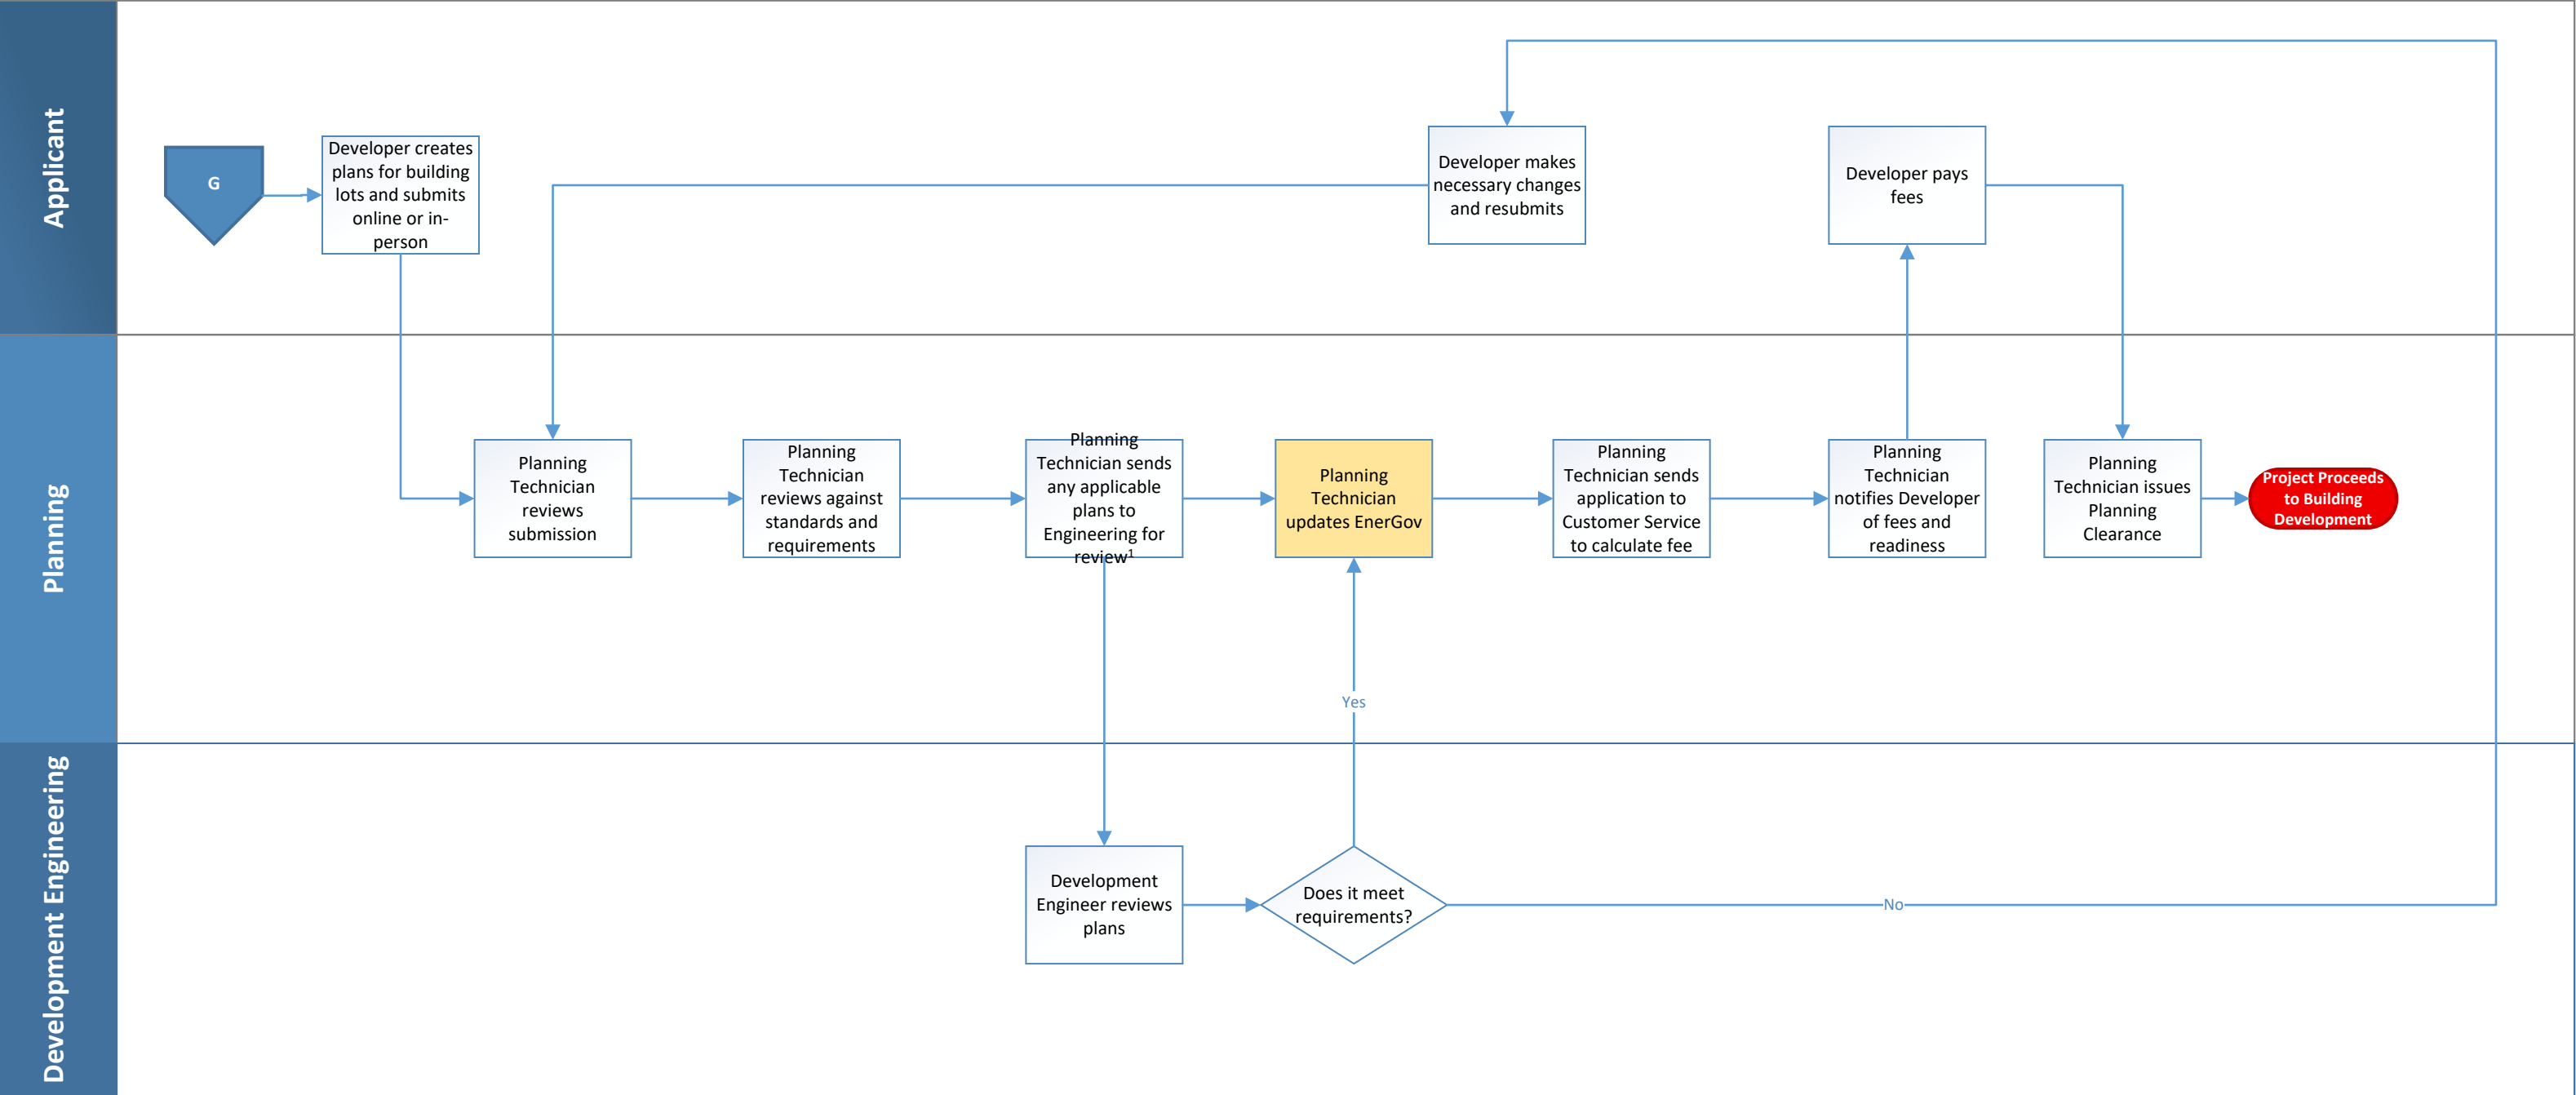 Applicant
G
Developer creates
plans for building
lots and submits
online or in-
person
Developer makes
necessary changes
and resubmits
Developer pays
fees
Planning
Planning
Technician
reviews
submission
Planning
Technician
reviews against
standards and
requirements
Planning
Technician sends
any applicable
plans to
Engineering for
review¹
Planning
Technician
updates EnerGov
Planning
Technician sends
application to
Customer Service
to calculate fee
Planning
Technician
notifies Developer
of fees and
readiness
Planning
Technician issues
Planning
Clearance
Project Proceeds
to Building
Development
Yes
Development Engineering
Development
Engineer reviews
plans
Does it meet
requirements?
No